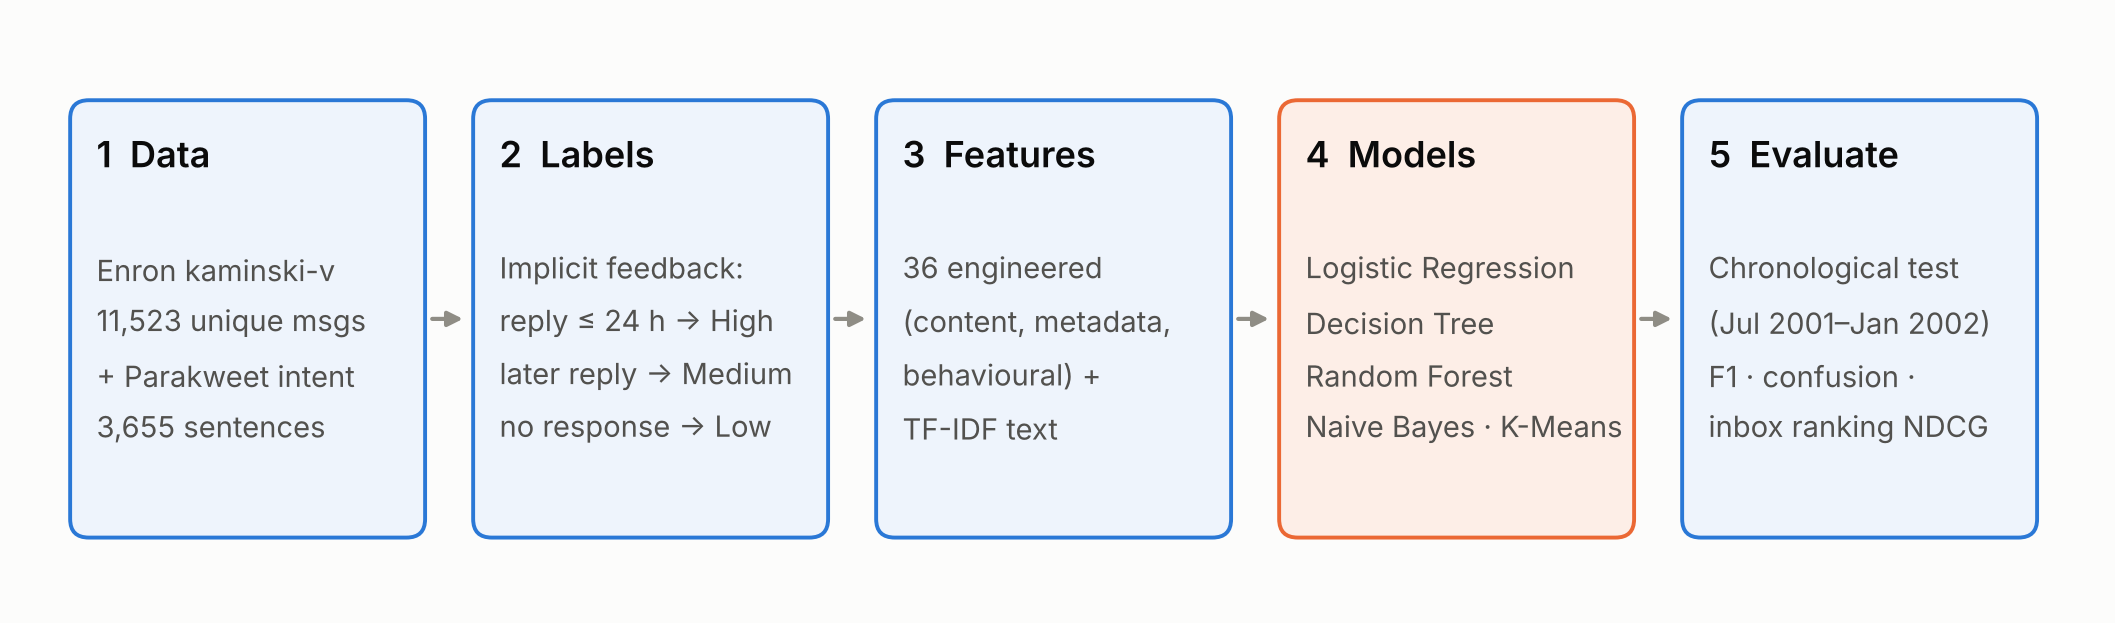 1 Data
Enron kaminski-v
11,523 unique msgs
+ Parakweet intent
3,655 sentences
2 Labels
Implicit feedback:
reply ≤ 24 h → High
later reply → Medium
no response → Low
3 Features
36 engineered
(content, metadata,
behavioural) +
TF-IDF text
4 Models
Logistic Regression
Decision Tree
Random Forest
Naive Bayes · K-Means
5 Evaluate
Chronological test
(Jul 2001–Jan 2002)
F1 · confusion ·
inbox ranking NDCG